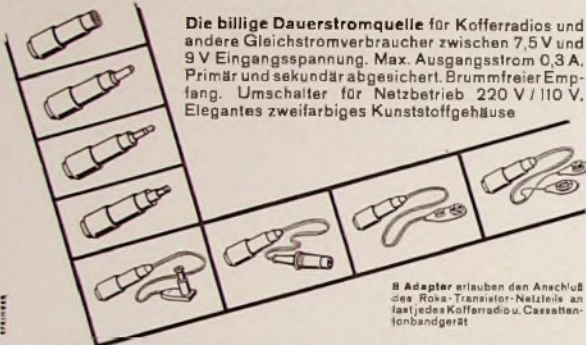 Die billige Dauerstromquelle für Kofferradios und
andere Gleichstromverbraucher zwischen 7,5 V und
9 V Eingangsspannung. Max. Ausgangsstrom 0,3 A.
Primär und sekundär abgesichert. Brummfreier Emp-
fang. Umschalter für Netzbetrieb 220 V / 110 V.
Elegantes zweifarbiges Kunststoffgehäuse
8 Adapter erlauben den Anschluß
des Roka-Transistor-Netzteils an
fast jedes Kofferradio u. Cassetten-
tonbandgerät